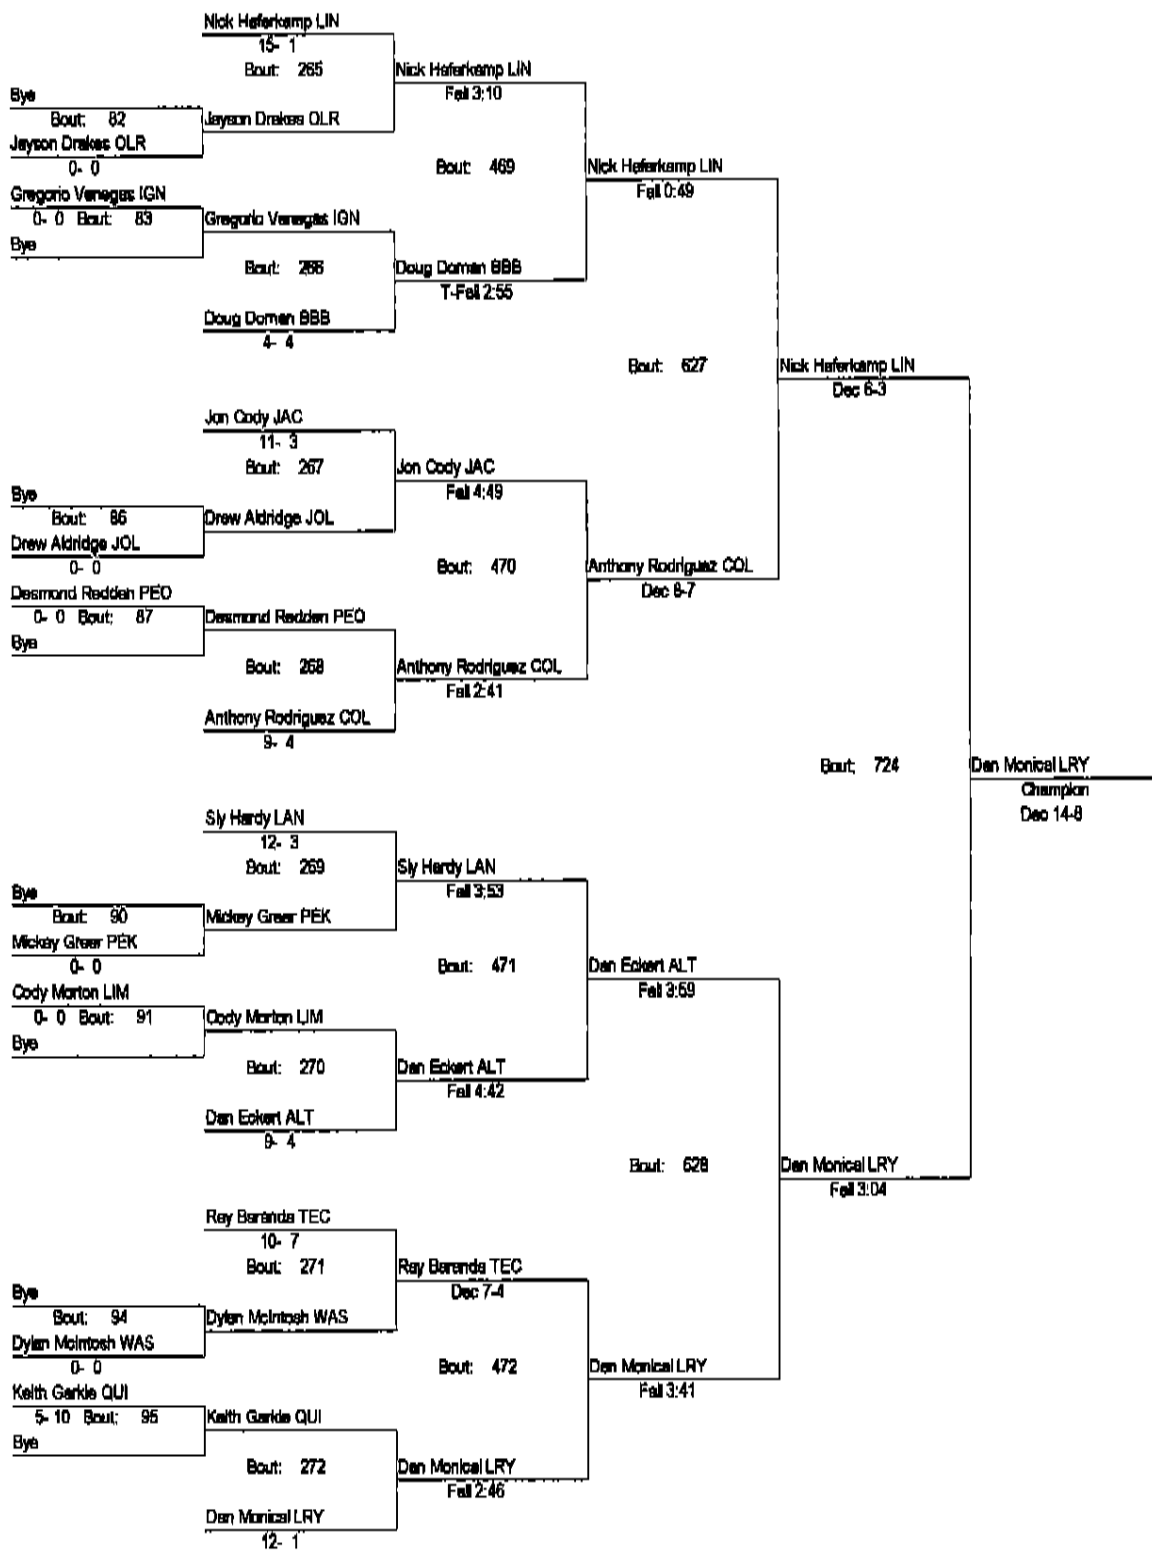 Nick Haferkamp LIN
15- 1
Bout: 265
Nick Haferkamp LIN
Fall 3:10
Bye
Bout: 82
Jayson Drakes OLR
Jayson Drakes OLR
0- 0
Bout: 469
Nick Haferkamp LIN
Fall 0:49
Gregorio Venegas IGN
0- 0 Bout: 83
Gregorio Venegas IGN
Bye
Bout: 266
Doug Doman BBB
T-Fall 2:55
Doug Doman BBB
4- 4
Bout: 627
Nick Haferkamp LIN
Dec 6-3
Jon Cody JAC
11- 3
Bout: 267
Jon Cody JAC
Fall 4:49
Bye
Bout: 86
Drew Aldridge JOL
Drew Aldridge JOL
0- 0
Bout: 470
Anthony Rodriguez COL
Dec 8-7
Desmond Redden PEO
0- 0 Bout: 87
Desmond Redden PEO
Bye
Bout: 268
Anthony Rodriguez COL
Fall 2:41
Anthony Rodriguez COL
9- 4
Bout: 724
Dan Monical LRY
Champion
Dec 14-8
Sly Hardy LAN
12- 3
Bout: 269
Sly Hardy LAN
Fall 3:53
Bye
Bout: 90
Mickey Greer PEK
Mickey Greer PEK
0- 0
Bout: 471
Dan Eckert ALT
Fall 3:59
Cody Morton LIM
0- 0 Bout: 91
Cody Morton LIM
Bye
Bout: 270
Dan Eckert ALT
Fall 4:42
Dan Eckert ALT
9- 4
Bout: 628
Dan Monical LRY
Fall 3:04
Ray Baranda TEC
10- 7
Bout: 271
Ray Baranda TEC
Dec 7-4
Bye
Bout: 94
Dylan McIntosh WAS
Dylan McIntosh WAS
0- 0
Bout: 472
Dan Monical LRY
Fall 3:41
Keith Garkie QUI
5- 10 Bout: 95
Keith Garkie QUI
Bye
Bout: 272
Dan Monical LRY
Fall 2:46
Dan Monical LRY
12- 1